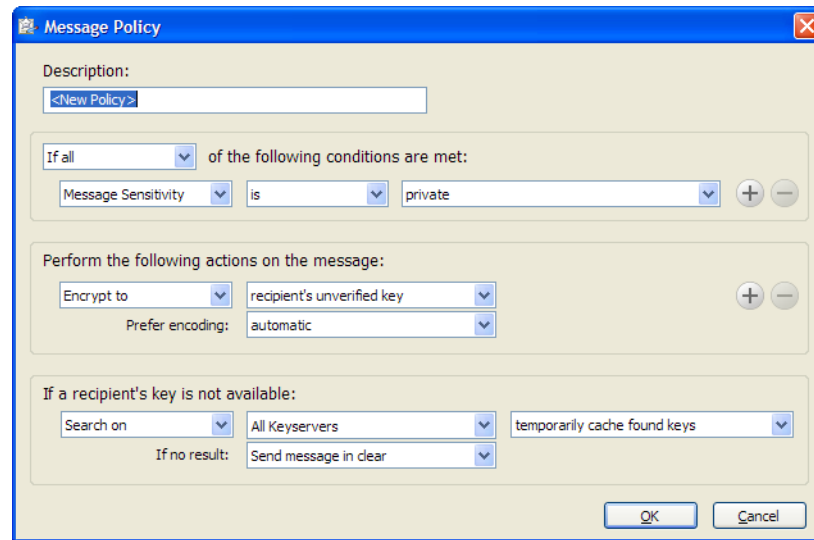 Message Policy
Description:
<New Policy>
If all of the following conditions are met:
Message Sensitivity is private
Perform the following actions on the message:
Encrypt to recipient's unverified key
Prefer encoding: automatic
If a recipient's key is not available:
Search on All Keyservers temporarily cache found keys
If no result: Send message in clear
OK Cancel